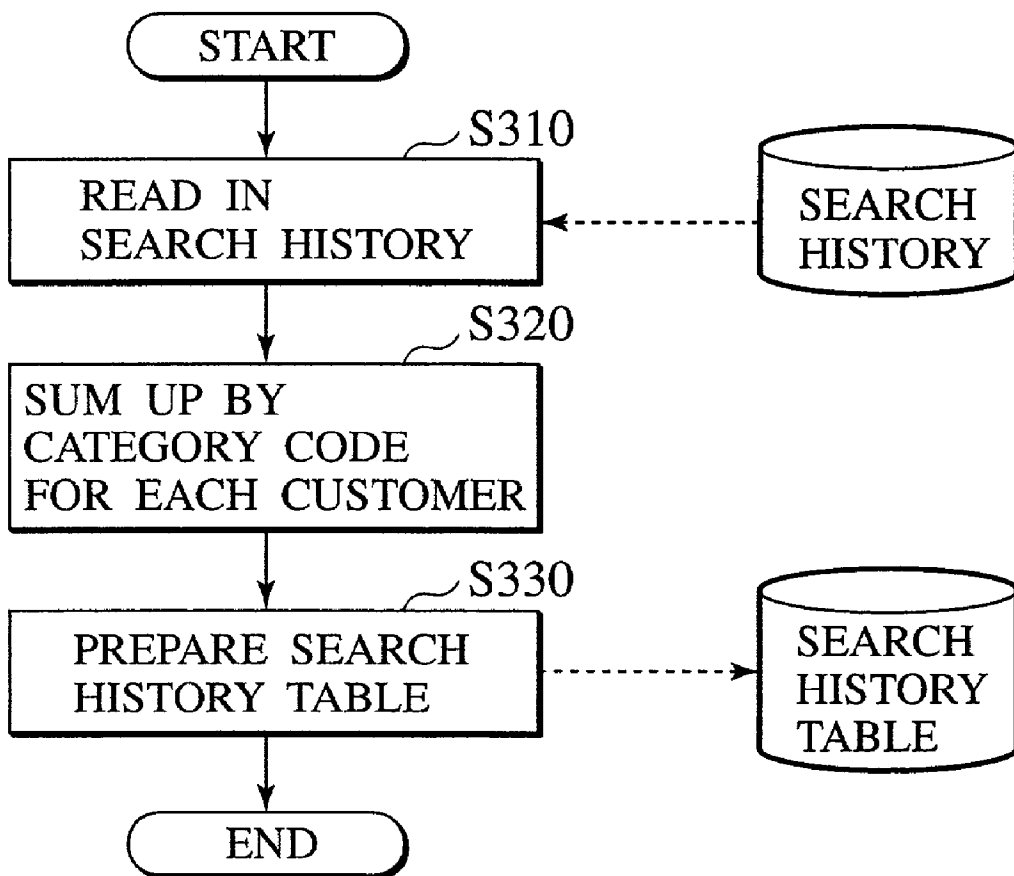 START
S310
READ IN
SEARCH HISTORY
SEARCH
HISTORY
S320
SUM UP BY
CATEGORY CODE
FOR EACH CUSTOMER
S330
PREPARE SEARCH
HISTORY TABLE
SEARCH
HISTORY
TABLE
END